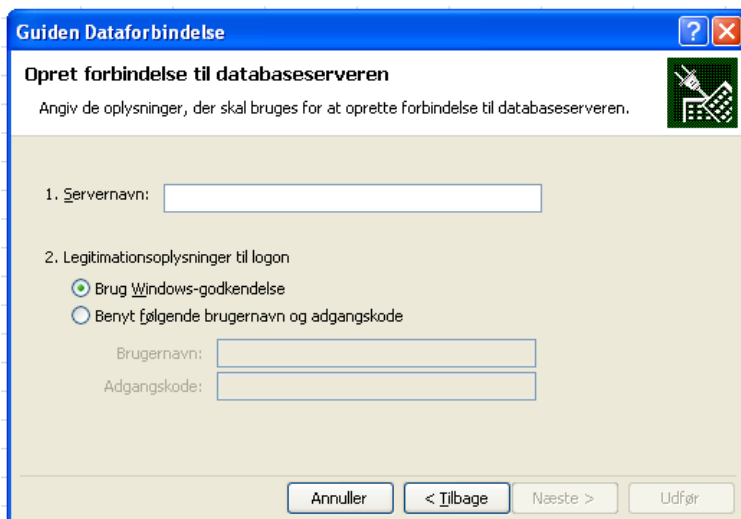 Guiden Dataforbindelse
Opret forbindelse til databaseserveren
Angiv de oplysninger, der skal bruges for at oprette forbindelse til databaseserveren.
1. Servernavn:
2. Legitimationsoplysninger til logon
Brug Windows-godkendelse
Benyt følgende brugernavn og adgangskode
Brugernavn:
Adgangskode:
Annuller < Tilbage Næste > Udfør